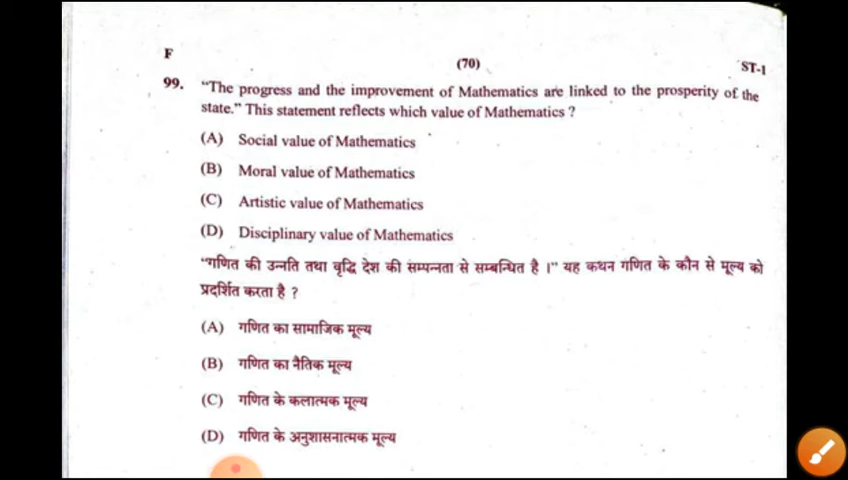 F
(70)
ST-1
99. "The progress and the improvement of Mathematics are linked to the prosperity of the
state." This statement reflects which value of Mathematics ?
(A) Social value of Mathematics
(B) Moral value of Mathematics
(C) Artistic value of Mathematics
(D) Disciplinary value of Mathematics
"गणित की उन्नति तथा वृद्धि देश की सम्पन्नता से सम्बन्धित है ।" यह कथन गणित के कौन से मूल्य को
प्रदर्शित करता है ?
(A) गणित का सामाजिक मूल्य
(B) गणित का नैतिक मूल्य
(C) गणित के कलात्मक मूल्य
(D) गणित के अनुशासनात्मक मूल्य